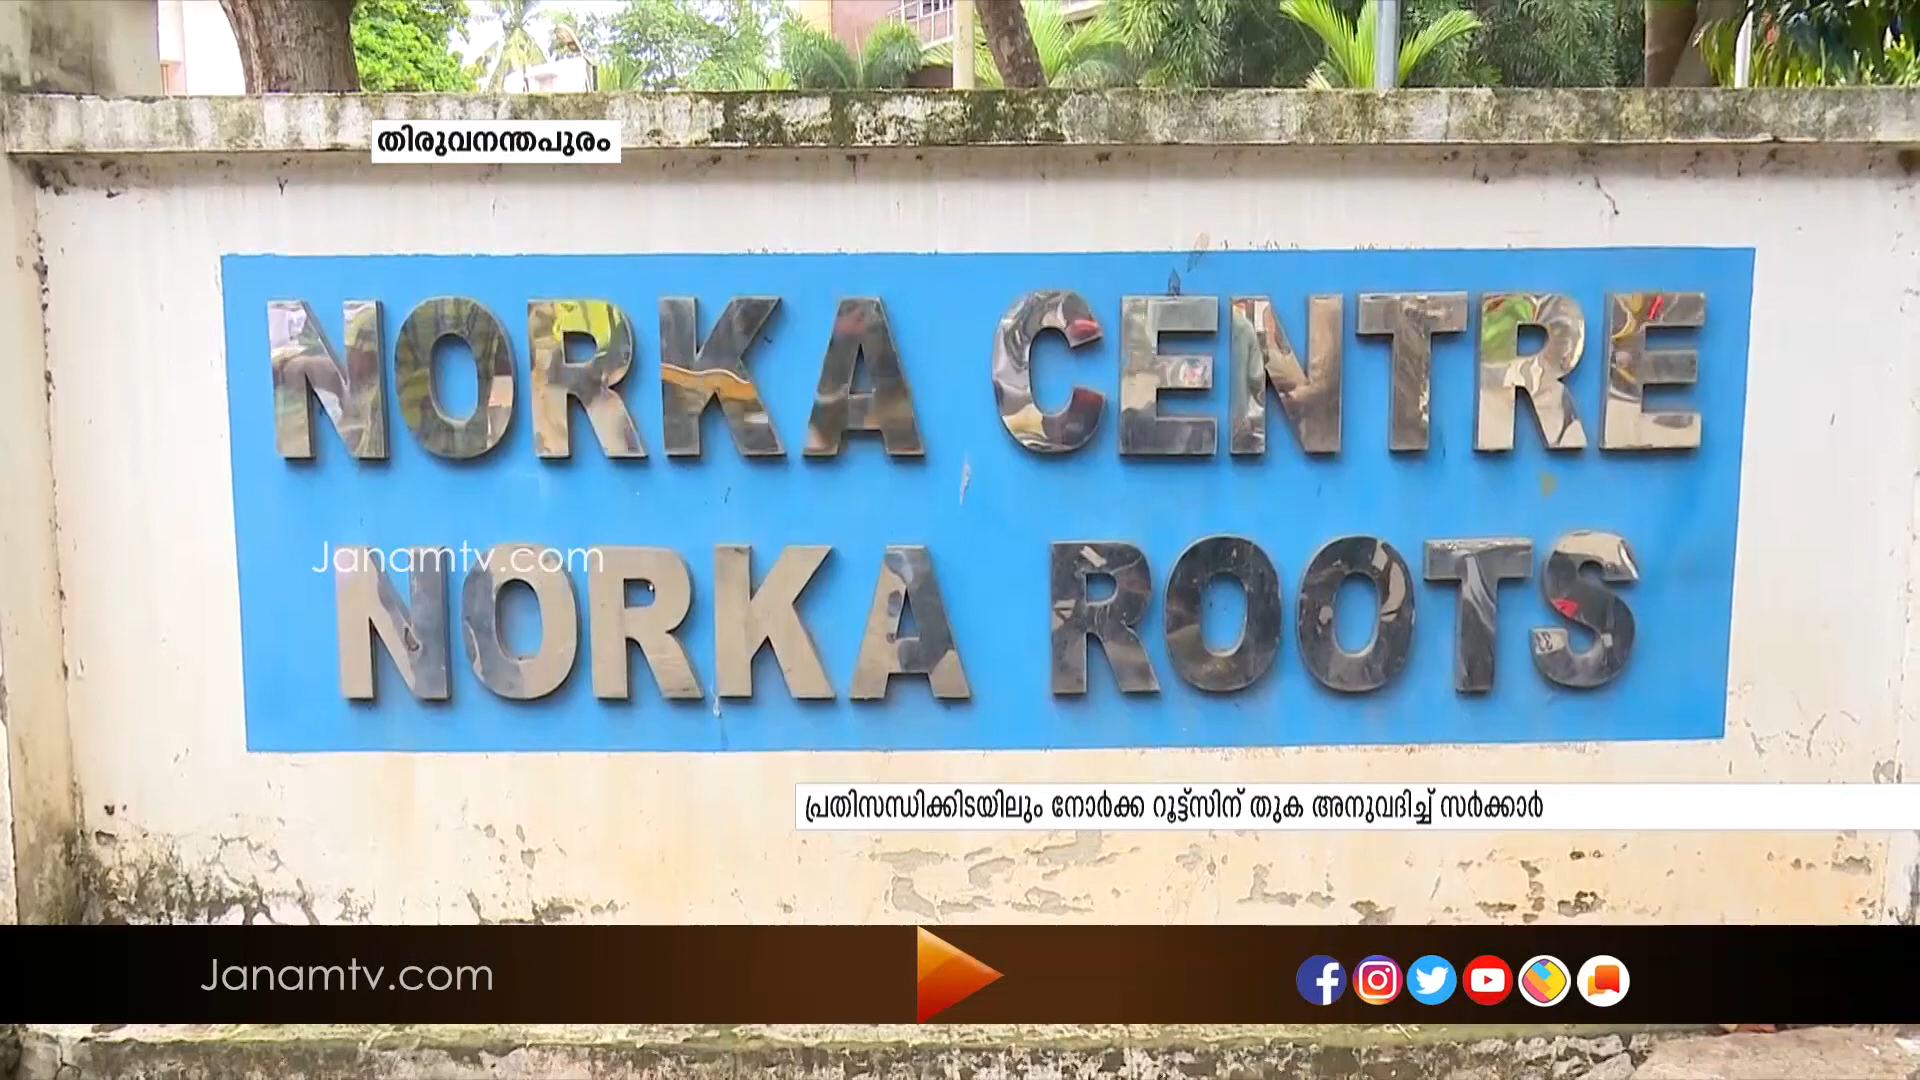 തിരുവനന്തപുരം
NORKA CENTRE
Janamtv.com
NORKA ROOTS
പ്രതിസന്ധിക്കിടയിലും നോർക്ക റൂട്ട്സിന് തുക അനുവദിച്ച് സർക്കാർ
Janamtv.com